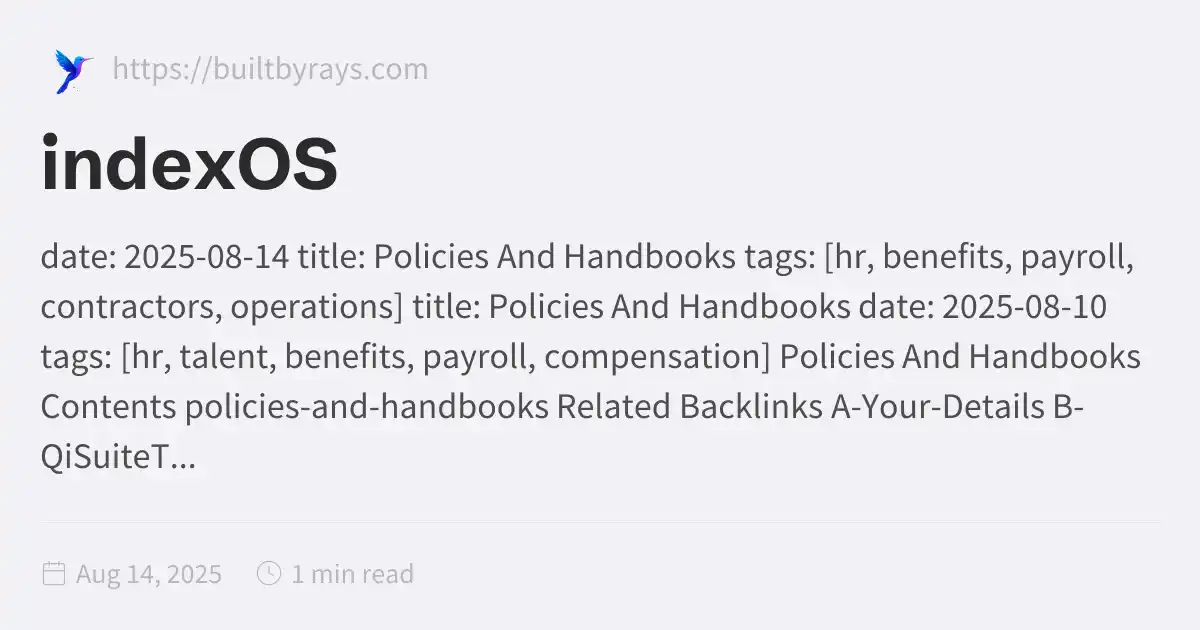 https://builtbyrays.com
indexOS
date: 2025-08-14 title: Policies And Handbooks tags: [hr, benefits, payroll,
contractors, operations] title: Policies And Handbooks date: 2025-08-10
tags: [hr, talent, benefits, payroll, compensation] Policies And Handbooks
Contents policies-and-handbooks Related Backlinks A-Your-Details B-
QiSuiteT...
Aug 14, 2025 1 min read